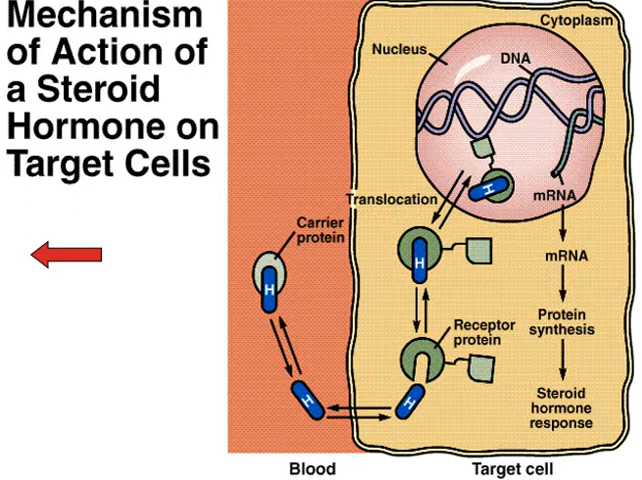 Mechanism
of Action of
a Steroid
Hormone on
Target Cells
Cytoplasm
Nucleus
DNA
Translocation
mRNA
Carrier
protein
H
H
H
mRNA
Receptor
protein
Protein
synthesis
H
H
Steroid
hormone
response
Blood
Target cell